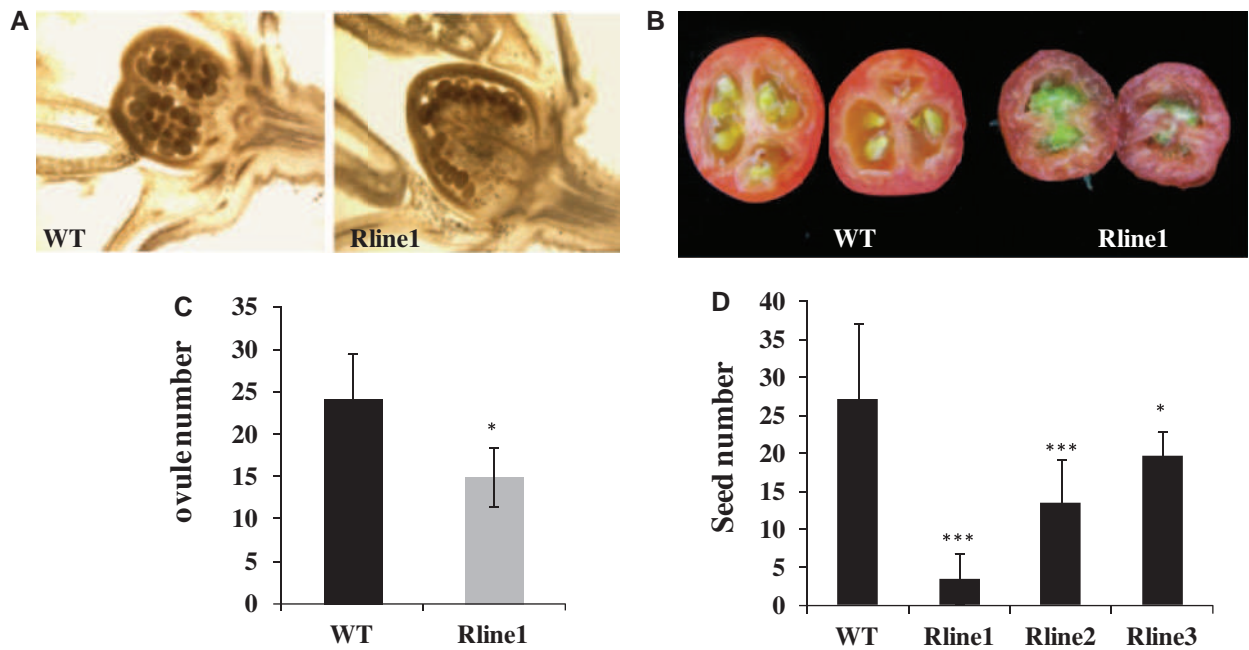 A
WT
Rline1
B
WT
Rline1
C
ovule number
35
30
25
20
15
10
5
0
*
WT
Rline1
D
Seed number
40
35
30
25
20
15
10
5
0
***
***
*
WT
Rline1
Rline2
Rline3